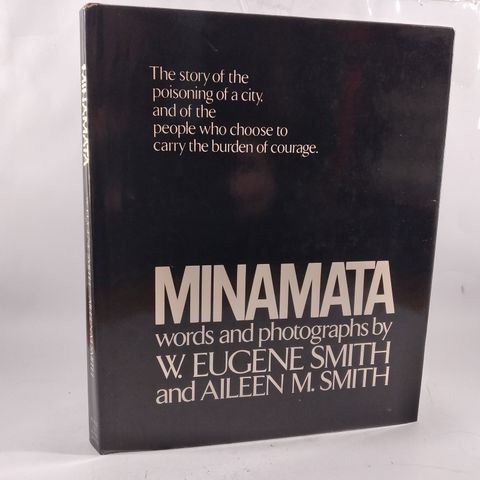 The story of the
poisoning of a city,
and of the
people who choose to
carry the burden of courage.
MINAMATA
words and photographs by
W. EUGENE SMITH
and AILEEN M. SMITH
MINAMATA